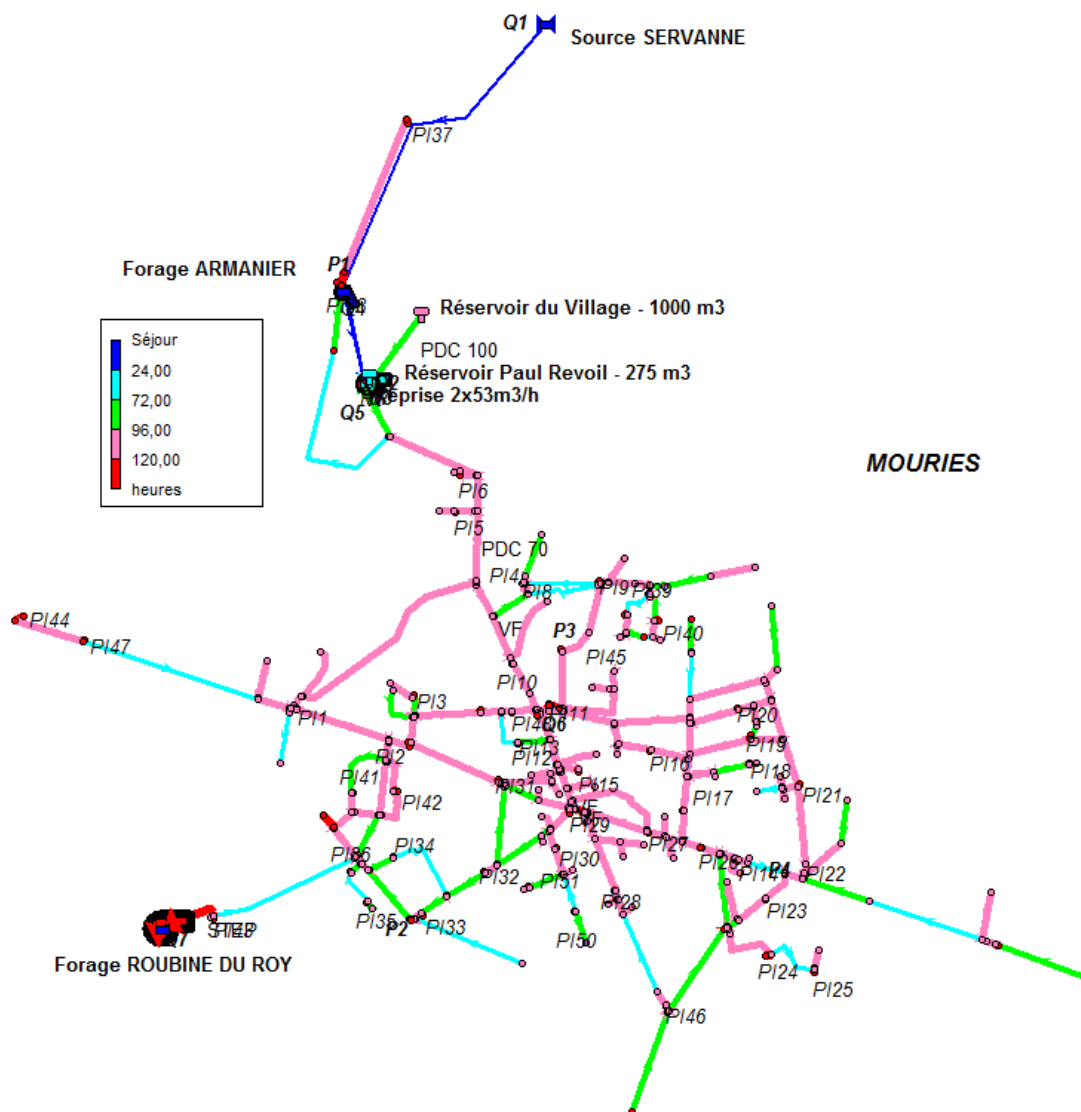 Q1
Source SERVANNE
PI37
P1
Forage ARMANIER
Réservoir du Village - 1000 m3
Séjour
24,00
72,00
96,00
120,00
heures
PDC 100
Réservoir Paul Revoil - 275 m3
2x53m3/h
Q5
MOURIES
PI6
PI5
PDC 70
PI4
PI8
PI9
PI39
PI44
VF
PI40
PI47
P3
PI45
PI10
PI3
PI1
PI11
PI20
Q6
PI2
PI13
PI19
PI12
PI16
PI18
PI41
PI31
PI15
PI42
PI17
PI21
VF
PI29
PI27
PI34
PI30
PI26
PI36
P4
PI22
PI32
PI51
PI35
PI28
PI23
P2
PI33
PI50
Forage ROUBINE DU ROY
PI24
PI25
PI46